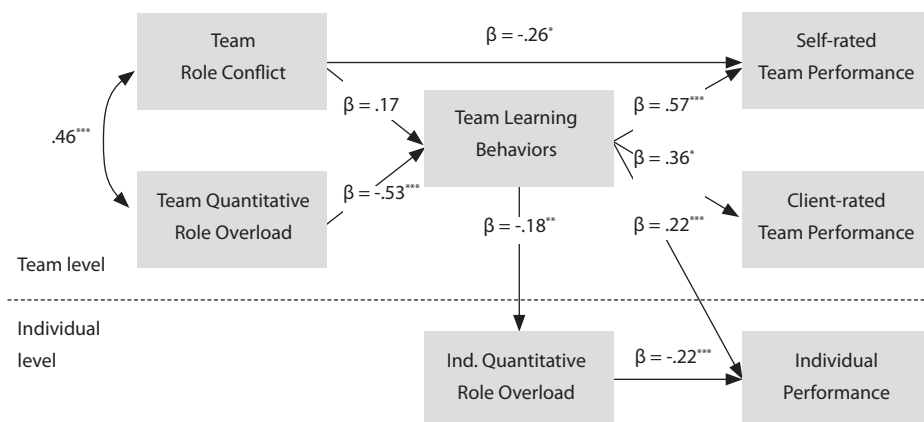 Team
Role Conflict
β = -.26*
Self-rated
Team Performance
.46***
β = .17
Team Learning
Behaviors
β = .57***
β = .36*
Team Quantitative
Role Overload
β = -.53***
β = -.18**
β = .22***
Client-rated
Team Performance
Team level
Individual
level
Ind. Quantitative
Role Overload
β = -.22***
Individual
Performance